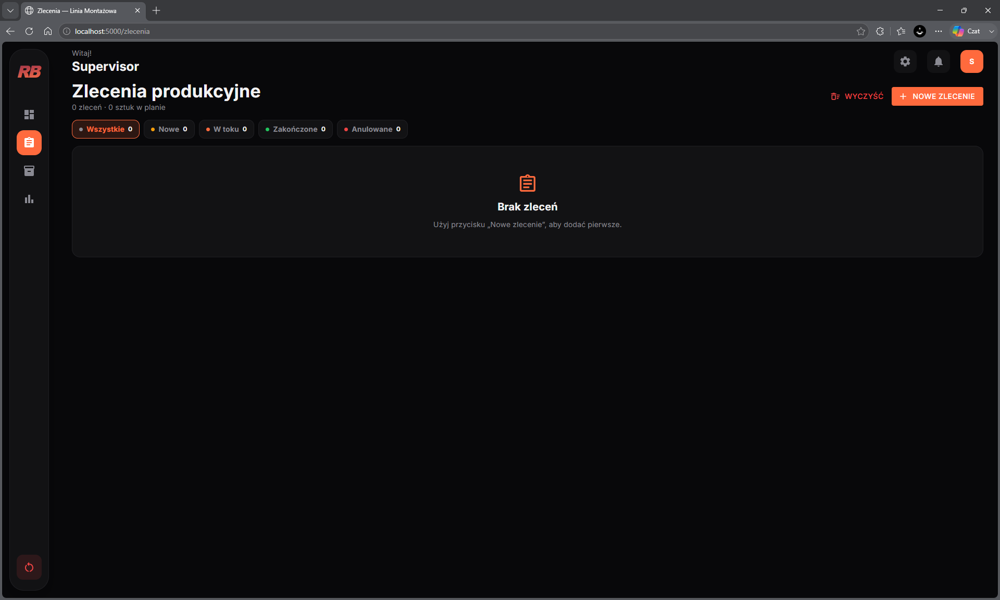 Zlecenia — Linia Montażowa
localhost:5000/zlecenia
Czat
RB
Witaj!
Supervisor
S
Zlecenia produkcyjne
0 zleceń · 0 sztuk w planie
WYCZYŚĆ
NOWE ZLECENIE
Wszystkie 0
Nowe 0
W toku 0
Zakończone 0
Anulowane 0
Brak zleceń
Użyj przycisku „Nowe zlecenie”, aby dodać pierwsze.